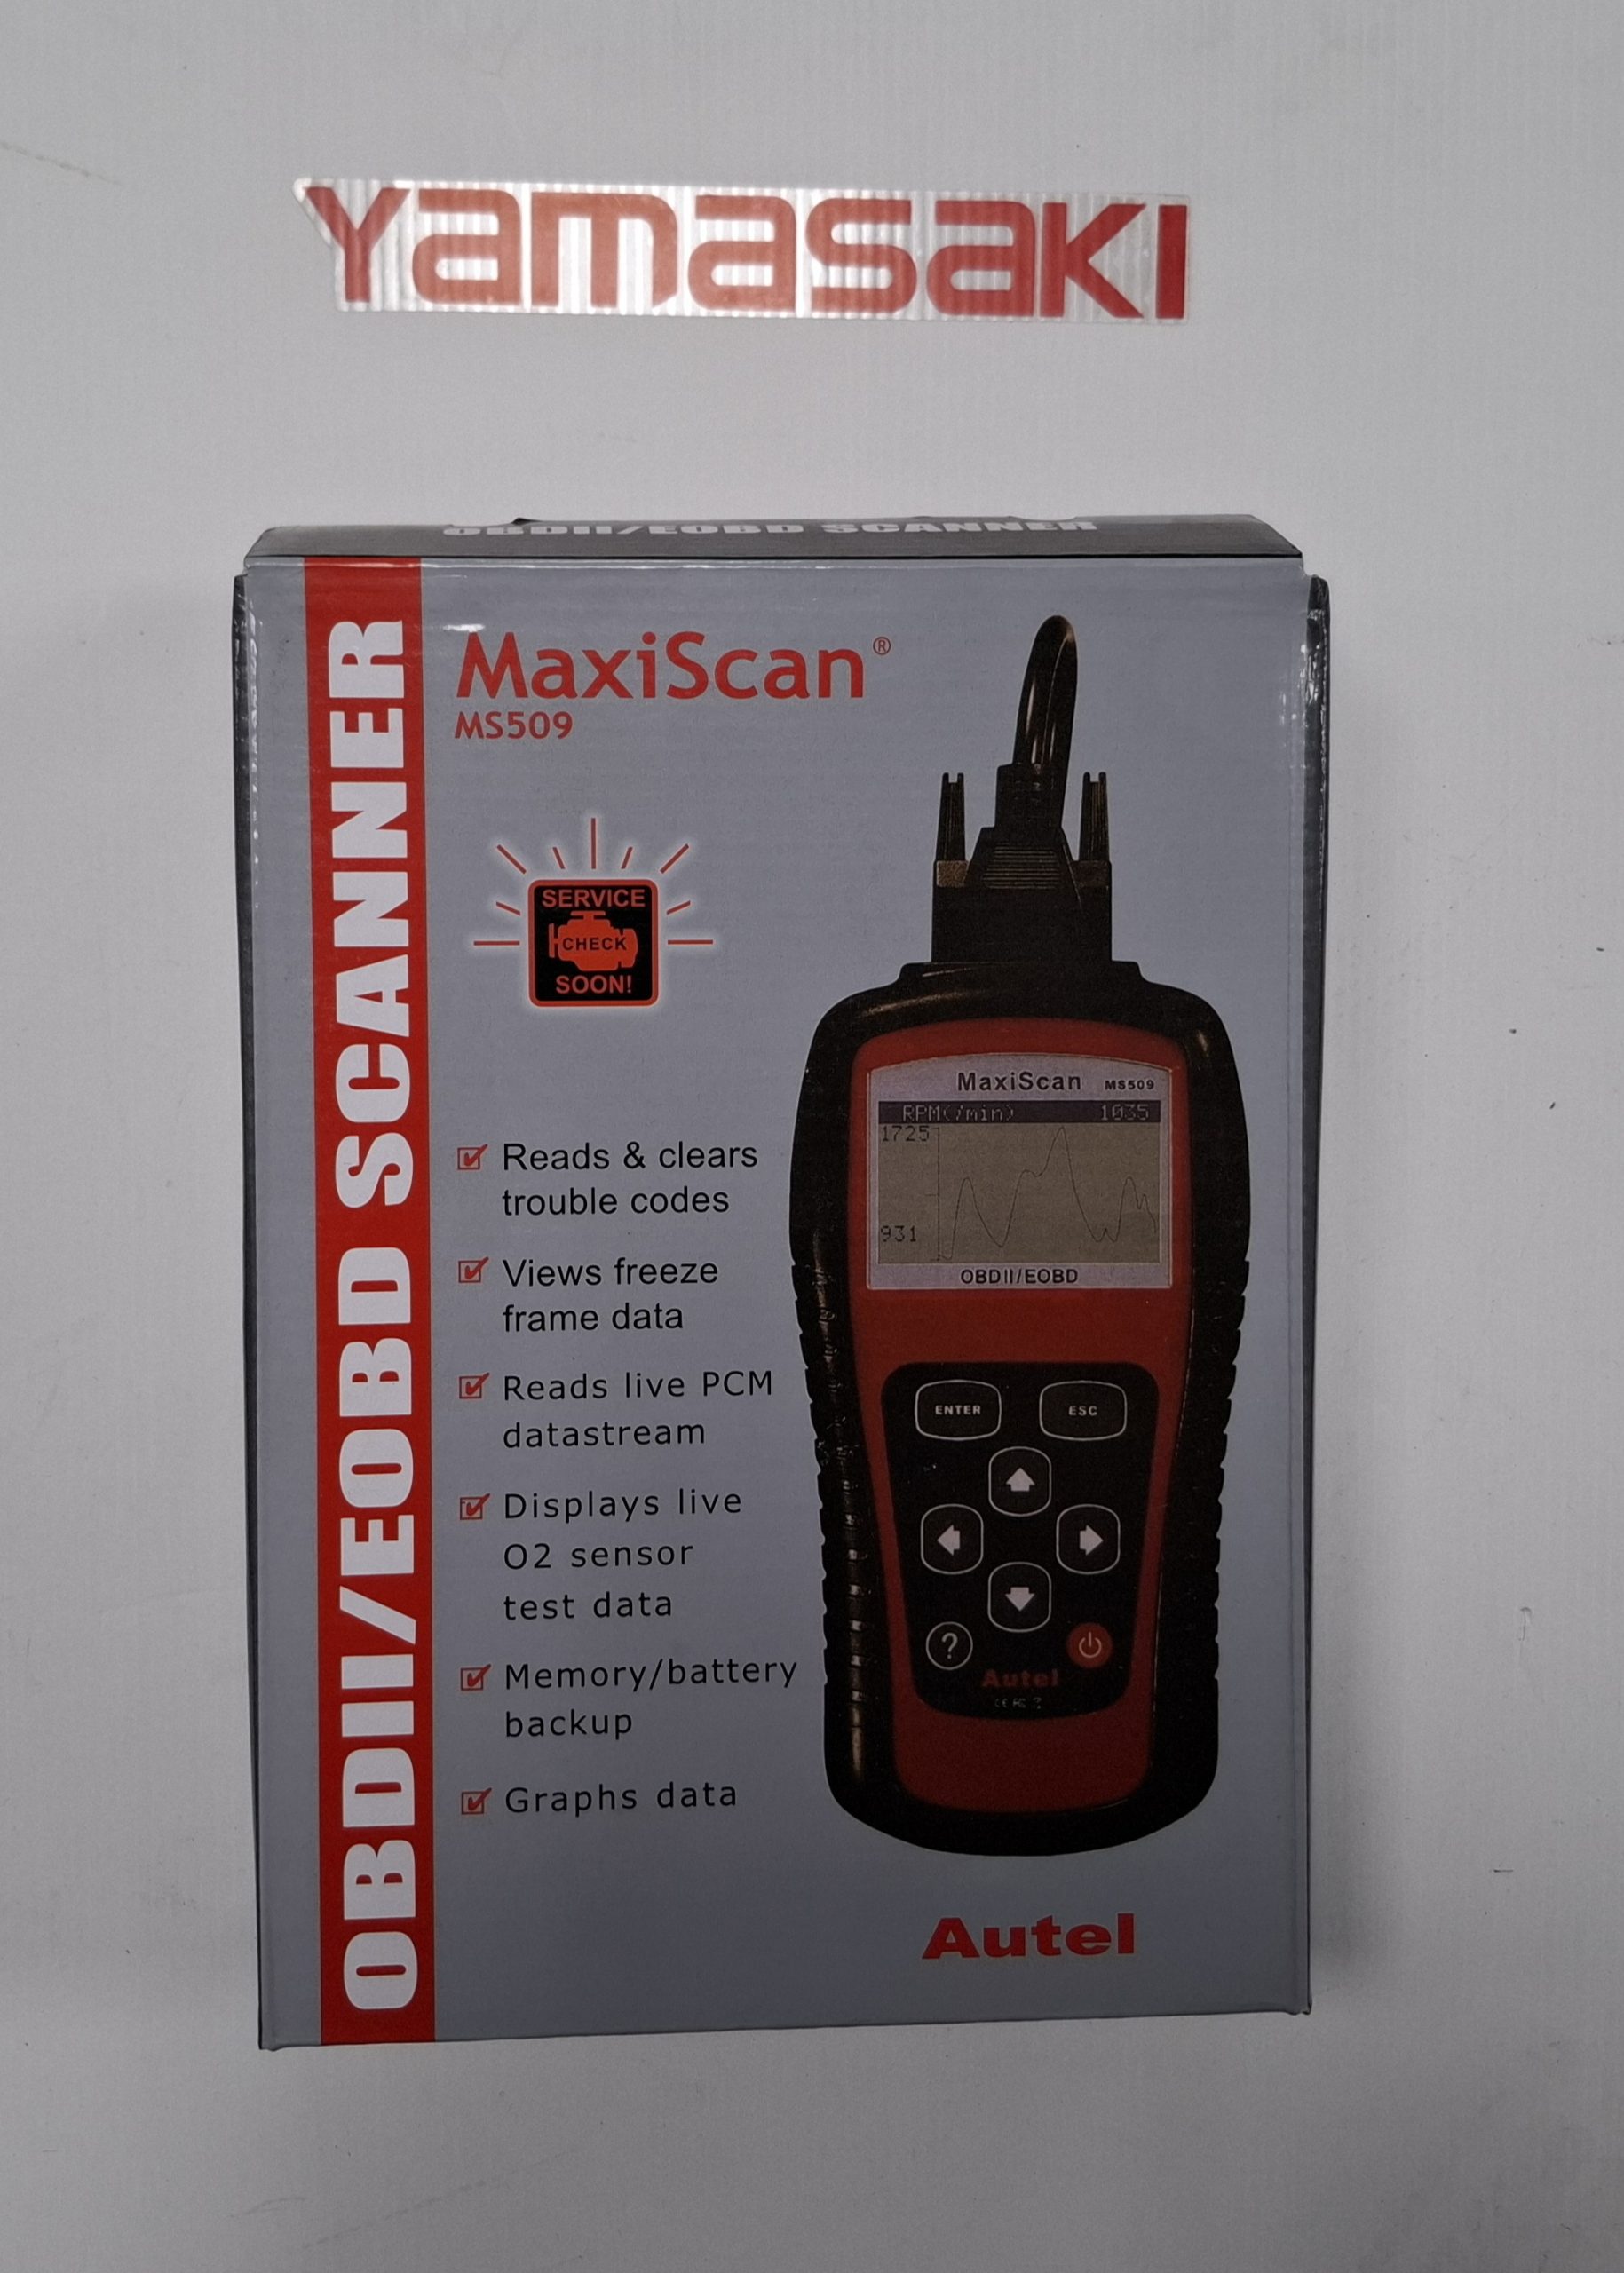 Yamasaki
OBDII/EOBD SCANNER
OBDII/EOBD SCANNER
MaxiScan®
MS509
SERVICE
CHECK
SOON!
MaxiScan MS509
RPM(/min) 1035
1725
931
OBDII/EOBD
Reads & clears
trouble codes
Views freeze
frame data
Reads live PCM
datastream
Displays live
O2 sensor
test data
Memory/battery
backup
Graphs data
ENTER
ESC
?
Autel
Autel